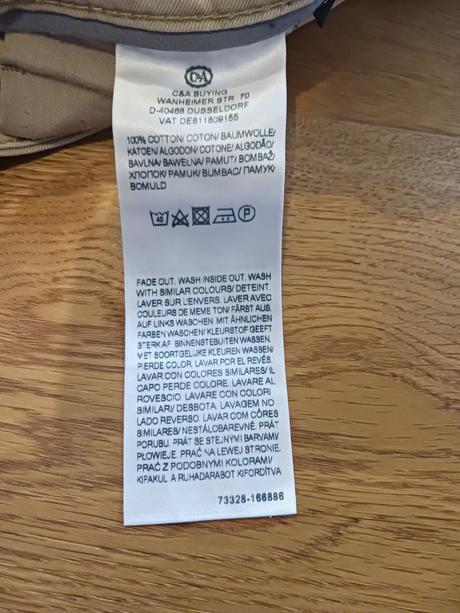 C&A
C&A BUYING
WANHEIMER STR. 70
D-40468 DUSSELDORF
VAT DE811809155
100% COTTON/ COTON/ BAUMWOLLE/
KATOEN/ ALGODON/ COTONE/ ALGODÃO/
BAVLNA/ BAWEŁNA/ PAMUT/ BOMBAŽ/
ХЛОПОК/ PAMUK/ BUMBAC/ ПАМУК/
BOMULD
40 P
FADE OUT. WASH INSIDE OUT. WASH
WITH SIMILAR COLOURS/ DETEINT.
LAVER SUR L'ENVERS. LAVER AVEC
COULEURS DE MEME TON/ FÄRBT AUS.
AUF LINKS WASCHEN. MIT ÄHNLICHEN
FARBEN WASCHEN/ KLEURSTOF GEEFT
STERK AF. BINNENSTEBUITEN WASSEN.
MET SOORTGELIJKE KLEUREN WASSEN/
PIERDE COLOR. LAVAR POR EL REVÉS.
LAVAR CON COLORES SIMILARES/ IL
CAPO PERDE COLORE. LAVARE AL
ROVESCIO. LAVARE CON COLORI
SIMILARI/ DESBOTA. LAVAGEM NO
LADO REVERSO. LAVAR COM CÔRES
SIMILARES/ NESTÁLOBAREVNÉ. PRÁT
PORUBU. PRÁT SE STEJNÝMI BARVAMI/
PŁOWIEJE. PRAĆ NA LEWEJ STRONIE.
PRAĆ Z PODOBNYMI KOLORAMI/
KIFAKUL A RUHADARABOT KIFORDÍTVA
73328-166886